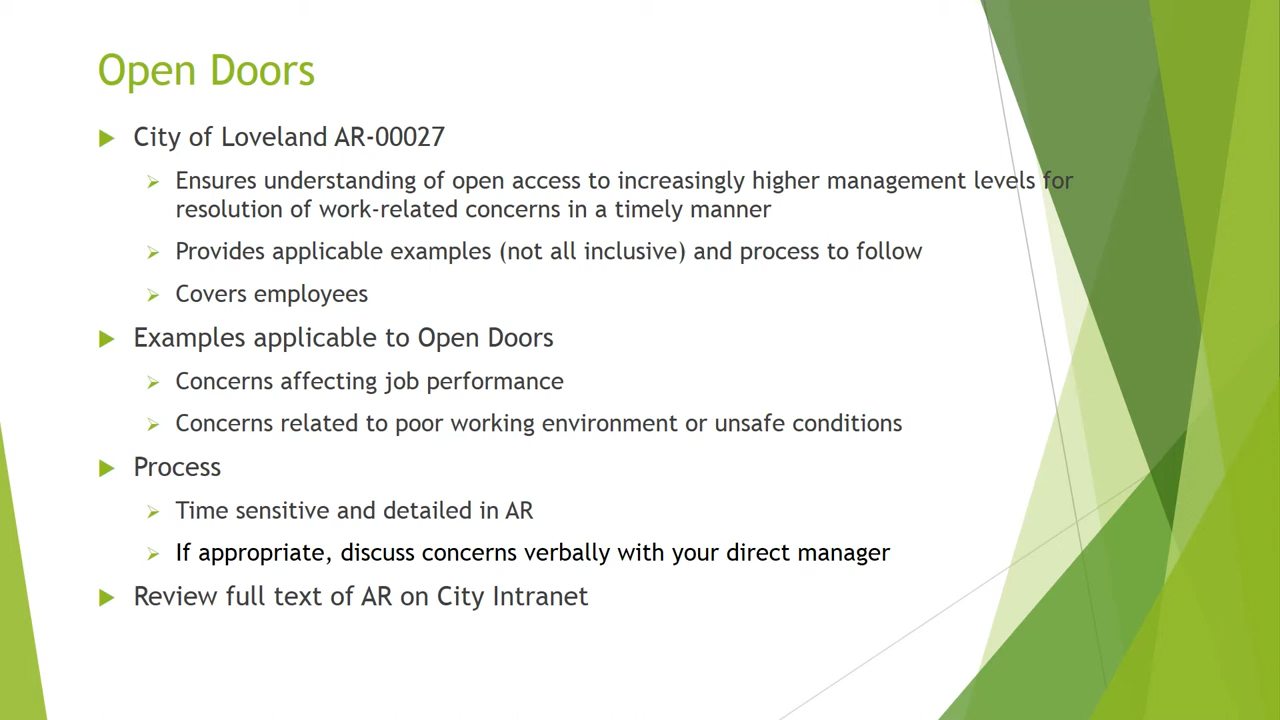 Open Doors
City of Loveland AR-00027
Ensures understanding of open access to increasingly higher management levels for
resolution of work-related concerns in a timely manner
Provides applicable examples (not all inclusive) and process to follow
Covers employees
Examples applicable to Open Doors
Concerns affecting job performance
Concerns related to poor working environment or unsafe conditions
Process
Time sensitive and detailed in AR
If appropriate, discuss concerns verbally with your direct manager
Review full text of AR on City Intranet